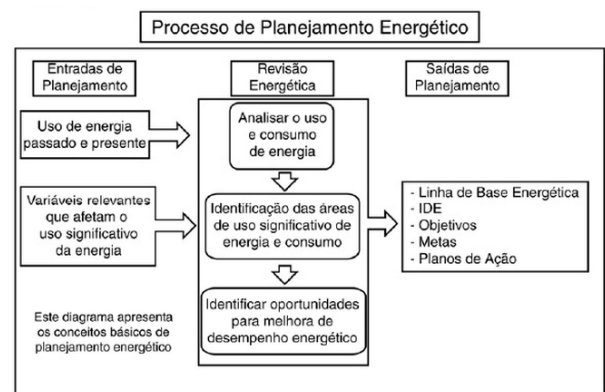 Processo de Planejamento Energético
Entradas de
Planejamento
Revisão
Energética
Saídas de
Planejamento
Uso de energia
passado e presente
Analisar o uso
e consumo
de energia
Variáveis relevantes
que afetam o
uso significativo
da energia
Identificação das áreas
de uso significativo de
energia e consumo
- Linha de Base Energética
- IDE
- Objetivos
- Metas
- Planos de Ação
Identificar oportunidades
para melhora de
desempenho energético
Este diagrama apresenta
os conceitos básicos de
planejamento energético